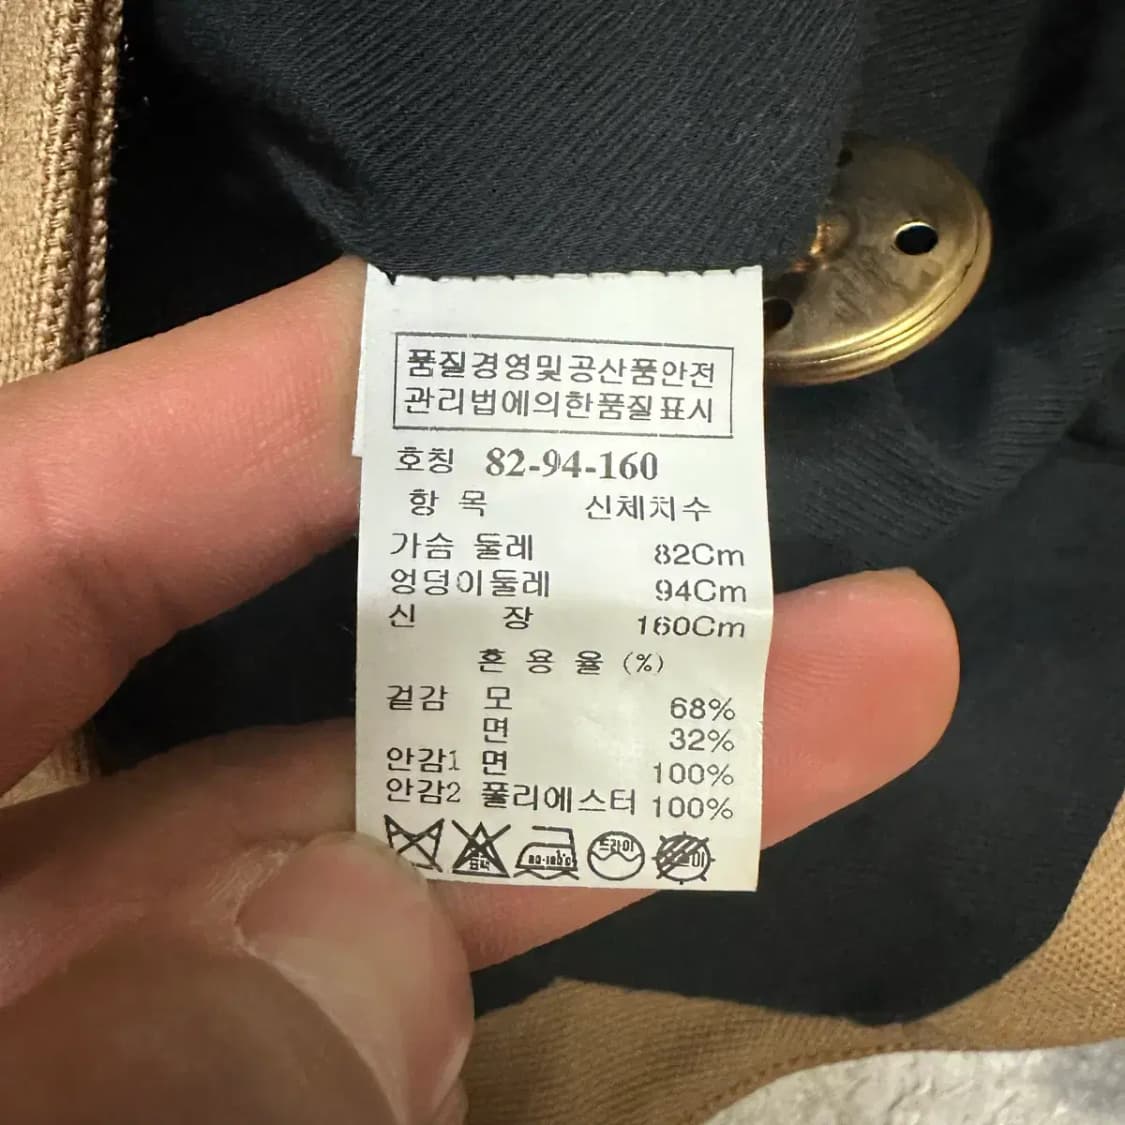 품질경영및공산품안전
관리법에의한품질표시
호칭 82-94-160
항 목 신체치수
가슴 둘레 82Cm
엉덩이둘레 94Cm
신 장 160Cm
혼 용 율 (%)
겉감 모 68%
면 32%
안감1 면 100%
안감2 폴리에스터 100%
드라이